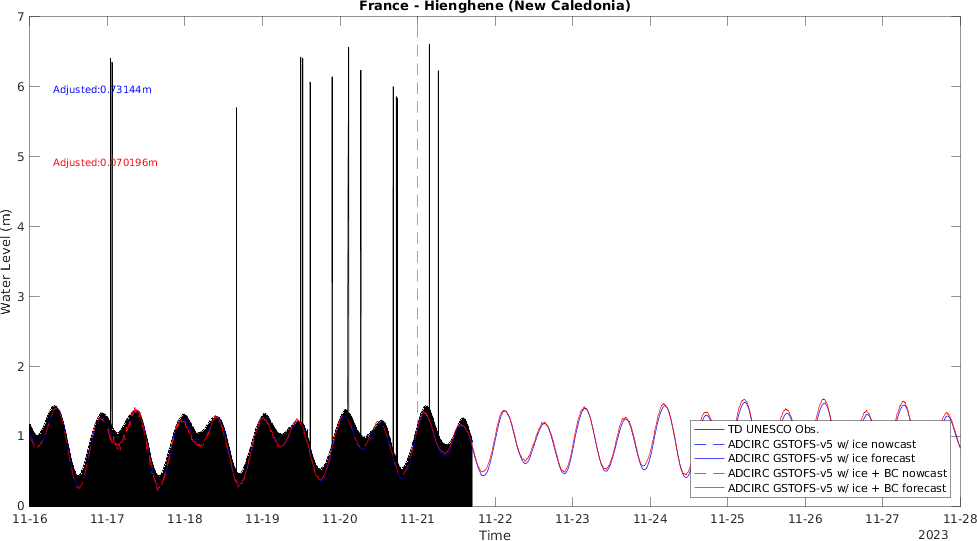 France - Hienghene (New Caledonia)
7
6
5
4
3
2
1
0
Water Level (m)
Adjusted:0.73144m
Adjusted:0.070196m
TD UNESCO Obs.
ADCIRC GSTOFS-v5 w/ ice nowcast
ADCIRC GSTOFS-v5 w/ ice forecast
ADCIRC GSTOFS-v5 w/ ice + BC nowcast
ADCIRC GSTOFS-v5 w/ ice + BC forecast
11-16 11-17 11-18 11-19 11-20 11-21 11-22 11-23 11-24 11-25 11-26 11-27 11-28
Time
2023